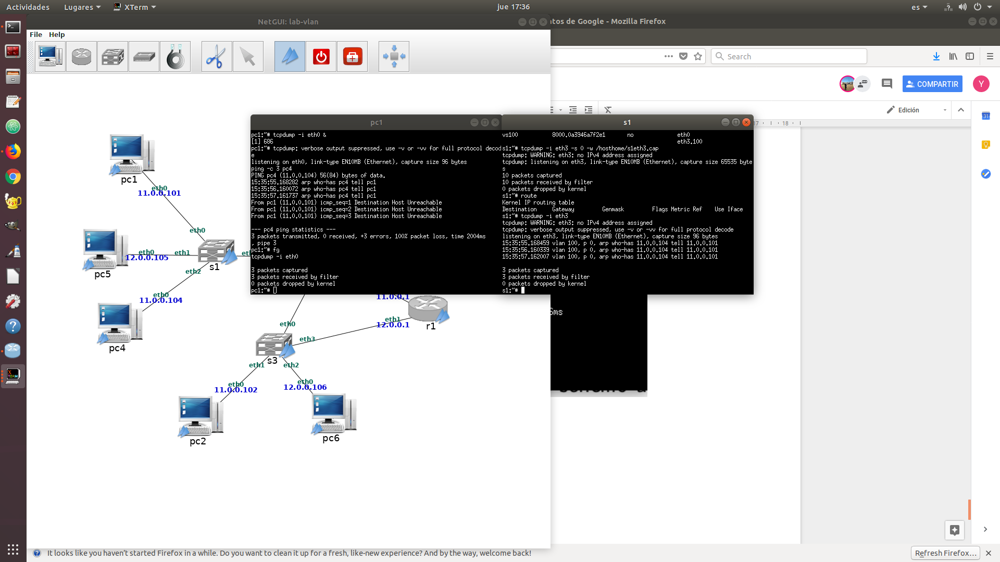 Actividades Lugares XTerm jue 17:36 es
NetGUI: lab-vlan
ntos de Google - Mozilla Firefox
File Help
Search
COMPARTIR
Y
Edición
17 18
31
pc1
pc1:~# tcpdump -i eth0 &
[1] 686
pc1:~# tcpdump: verbose output suppressed, use -v or -vv for full protocol decod
e
listening on eth0, link-type EN10MB (Ethernet), capture size 96 bytes
ping -c 3 pc4
PING pc4 (11.0.0.104) 56(84) bytes of data.
15:35:55.168282 arp who-has pc4 tell pc1
15:35:56.160072 arp who-has pc4 tell pc1
15:35:57.161737 arp who-has pc4 tell pc1
From pc1 (11.0.0.101) icmp_seq=1 Destination Host Unreachable
From pc1 (11.0.0.101) icmp_seq=2 Destination Host Unreachable
From pc1 (11.0.0.101) icmp_seq=3 Destination Host Unreachable
--- pc4 ping statistics ---
3 packets transmitted, 0 received, +3 errors, 100% packet loss, time 2004ms
, pipe 3
pc1:~# fg
tcpdump -i eth0
3 packets captured
3 packets received by filter
0 packets dropped by kernel
pc1:~#
s1
vs100 8000.0a3946a7f2e1 no eth0
eth3.100
s1:~# tcpdump -i eth3 -s 0 -w /hosthome/s1eth3.cap
tcpdump: WARNING: eth3: no IPv4 address assigned
tcpdump: listening on eth3, link-type EN10MB (Ethernet), capture size 65535 byte
s
10 packets captured
10 packets received by filter
0 packets dropped by kernel
s1:~# route
Kernel IP routing table
Destination Gateway Genmask Flags Metric Ref Use Iface
s1:~# tcpdump -i eth3
tcpdump: WARNING: eth3: no IPv4 address assigned
tcpdump: verbose output suppressed, use -v or -vv for full protocol decode
listening on eth3, link-type EN10MB (Ethernet), capture size 96 bytes
15:35:55.168459 vlan 100, p 0, arp who-has 11.0.0.104 tell 11.0.0.101
15:35:56.160339 vlan 100, p 0, arp who-has 11.0.0.104 tell 11.0.0.101
15:35:57.162007 vlan 100, p 0, arp who-has 11.0.0.104 tell 11.0.0.101
3 packets captured
3 packets received by filter
0 packets dropped by kernel
s1:~#
pc1
eth0
11.0.0.101
eth0
eth0
12.0.0.105
eth1
pc5
s1
eth2
eth0
11.0.0.104
pc4
11.0.0.1
eth1
12.0.0.1
r1
eth0
eth3
s3
eth1
eth2
eth0
11.0.0.102
eth0
12.0.0.106
pc2
pc6
6ms
It looks like you haven't started Firefox in a while. Do you want to clean it up for a fresh, like-new experience? And by the way, welcome back!
Refresh Firefox...